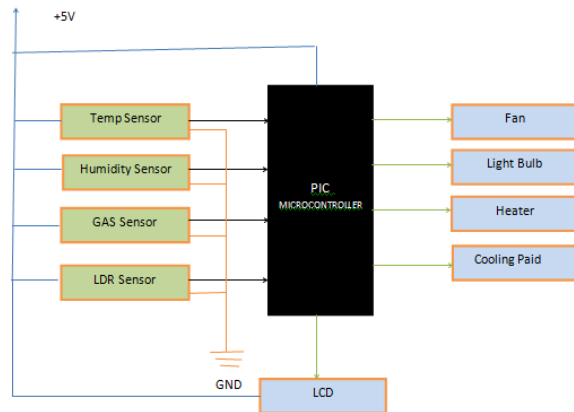 +5V
Temp Sensor
Humidity Sensor
GAS Sensor
LDR Sensor
PIC
MICROCONTROLLER
Fan
Light Bulb
Heater
Cooling Paid
GND
LCD